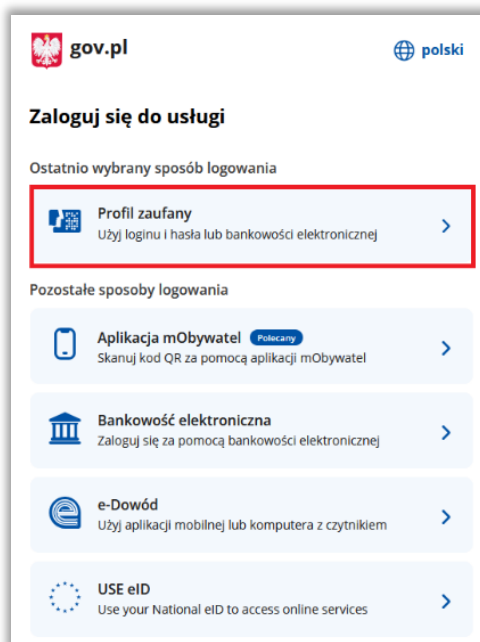 gov.pl
polski
Zaloguj się do usługi
Ostatnio wybrany sposób logowania
Profil zaufany
Użyj loginu i hasła lub bankowości elektronicznej
Pozostałe sposoby logowania
Aplikacja mObywatel Polecany
Skanuj kod QR za pomocą aplikacji mObywatel
Bankowość elektroniczna
Zaloguj się za pomocą bankowości elektronicznej
e-Dowód
Użyj aplikacji mobilnej lub komputera z czytnikiem
USE eID
Use your National eID to access online services